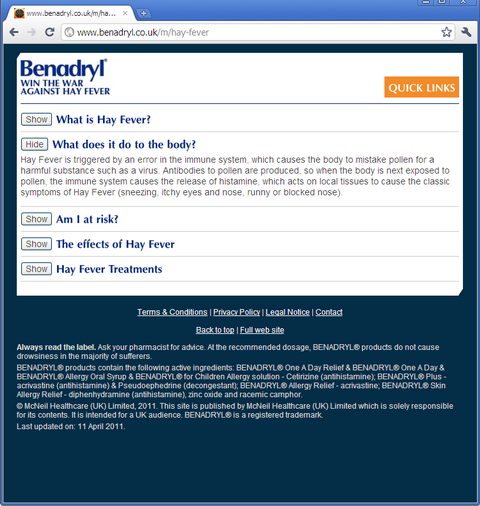 www.benadryl.co.uk/m/ha...
www.benadryl.co.uk/m/hay-fever
Benadryl®
WIN THE WAR
AGAINST HAY FEVER
QUICK LINKS
Show What is Hay Fever?
Hide What does it do to the body?
Hay Fever is triggered by an error in the immune system, which causes the body to mistake pollen for a
harmful substance such as a virus. Antibodies to pollen are produced, so when the body is next exposed to
pollen, the immune system causes the release of histamine, which acts on local tissues to cause the classic
symptoms of Hay Fever (sneezing, itchy eyes and nose, runny or blocked nose).
Show Am I at risk?
Show The effects of Hay Fever
Show Hay Fever Treatments
Terms & Conditions | Privacy Policy | Legal Notice | Contact
Back to top | Full web site
Always read the label. Ask your pharmacist for advice. At the recommended dosage, BENADRYL® products do not cause
drowsiness in the majority of sufferers.
BENADRYL® products contain the following active ingredients: BENADRYL® One A Day Relief & BENADRYL® One A Day &
BENADRYL® Allergy Oral Syrup & BENADRYL® for Children Allergy solution - Cetirizine (antihistamine); BENADRYL® Plus -
acrivastine (antihistamine) & Pseudoephedrine (decongestant); BENADRYL® Allergy Relief - acrivastine; BENADRYL® Skin
Allergy Relief - diphenhydramine (antihistamine), zinc oxide and racemic camphor.
© McNeil Healthcare (UK) Limited, 2011. This site is published by McNeil Healthcare (UK) Limited which is solely responsible
for its contents. It is intended for a UK audience. BENADRYL® is a registered trademark.
Last updated on: 11 April 2011.